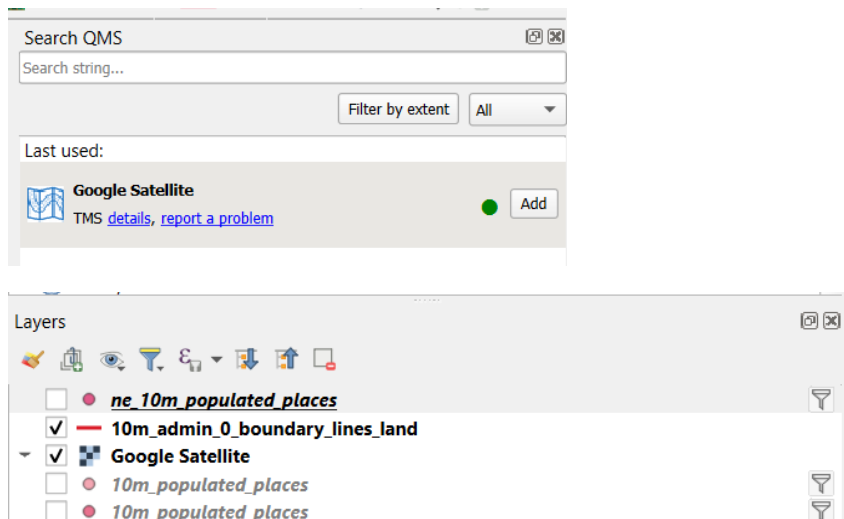 Search QMS
Search string...
Filter by extent All
Last used:
Google Satellite
TMS details, report a problem
Add
Layers
ne_10m_populated_places
10m_admin_0_boundary_lines_land
Google Satellite
10m_populated_places
10m_populated_places